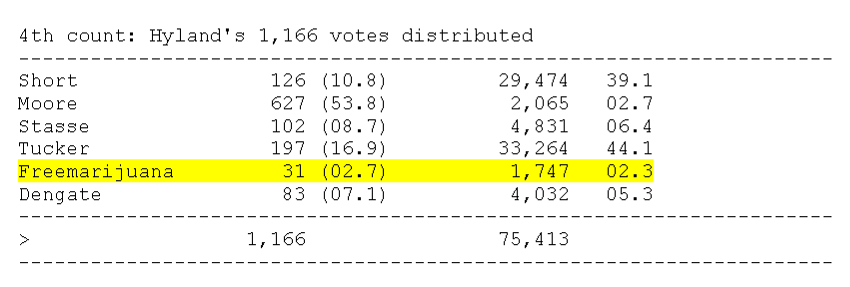 4th count: Hyland's 1,166 votes distributed
--------------------------------------------------------------------
Short 126 (10.8) 29,474 39.1
Moore 627 (53.8) 2,065 02.7
Stasse 102 (08.7) 4,831 06.4
Tucker 197 (16.9) 33,264 44.1
Freemarijuana 31 (02.7) 1,747 02.3
Dengate 83 (07.1) 4,032 05.3
--------------------------------------------------------------------
> 1,166 75,413
--------------------------------------------------------------------